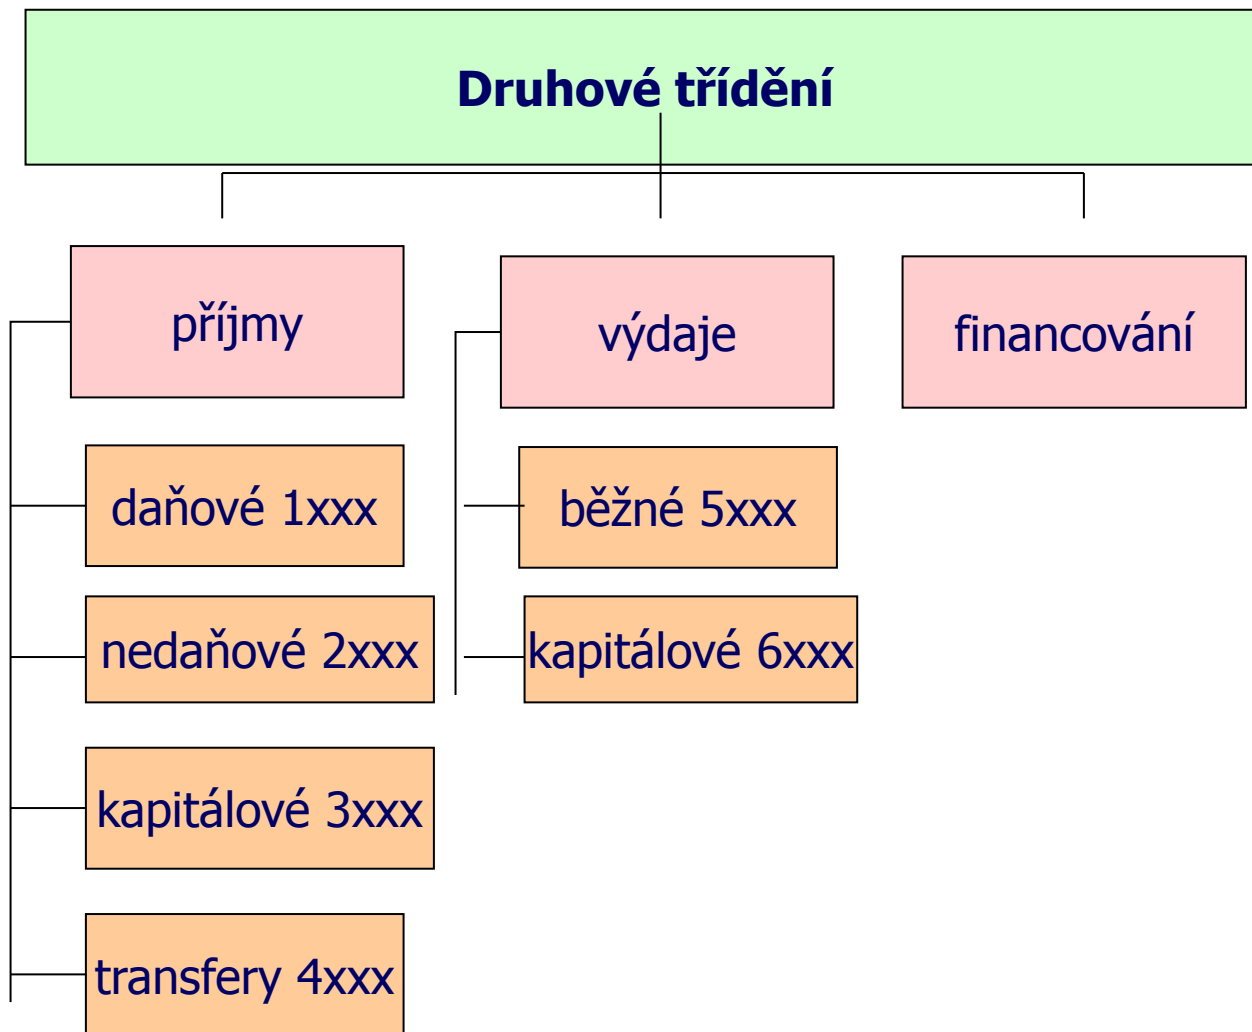 Druhové třídění
příjmy
výdaje
financování
daňové 1xxx
běžné 5xxx
nedaňové 2xxx
kapitálové 6xxx
kapitálové 3xxx
transfery 4xxx